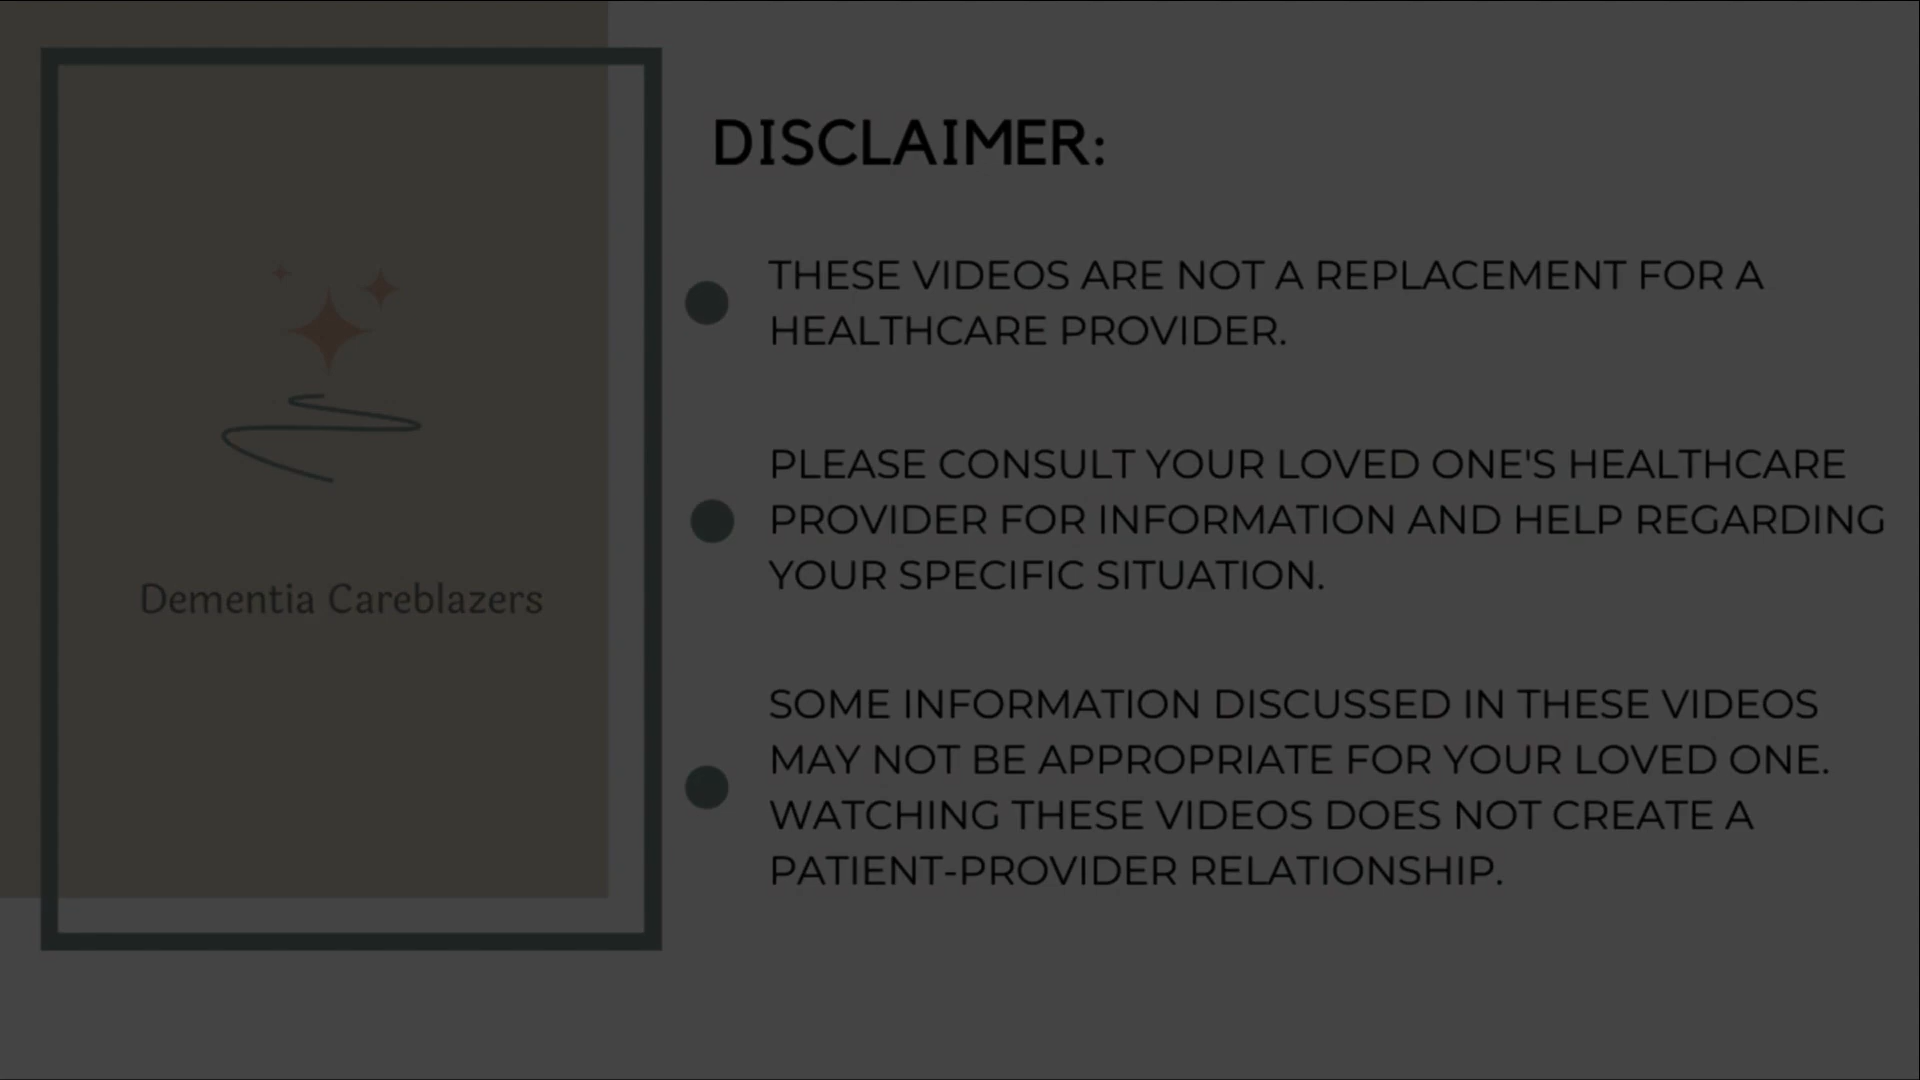 Dementia Careblazers
DISCLAIMER:
THESE VIDEOS ARE NOT A REPLACEMENT FOR A
HEALTHCARE PROVIDER.
PLEASE CONSULT YOUR LOVED ONE'S HEALTHCARE
PROVIDER FOR INFORMATION AND HELP REGARDING
YOUR SPECIFIC SITUATION.
SOME INFORMATION DISCUSSED IN THESE VIDEOS
MAY NOT BE APPROPRIATE FOR YOUR LOVED ONE.
WATCHING THESE VIDEOS DOES NOT CREATE A
PATIENT-PROVIDER RELATIONSHIP.